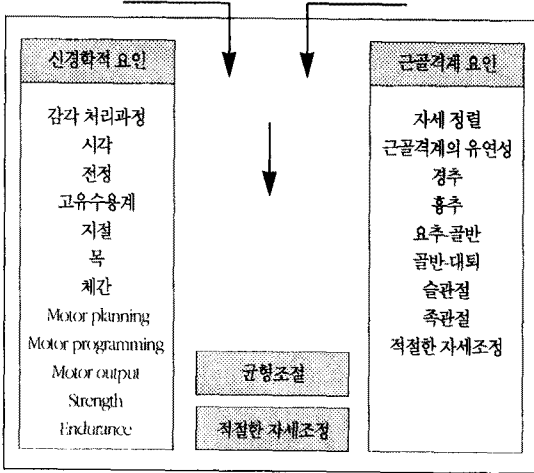 신경학적 요인
감각 처리과정
시각
전정
고유수용계
지절
목
체간
Motor planning
Motor programming
Motor output
Strength
Endurance
균형조절
적절한 자세조정
근골격계 요인
자세 정렬
근골격계의 유연성
경추
흉추
요추-골반
골반-대퇴
슬관절
족관절
적절한 자세조정